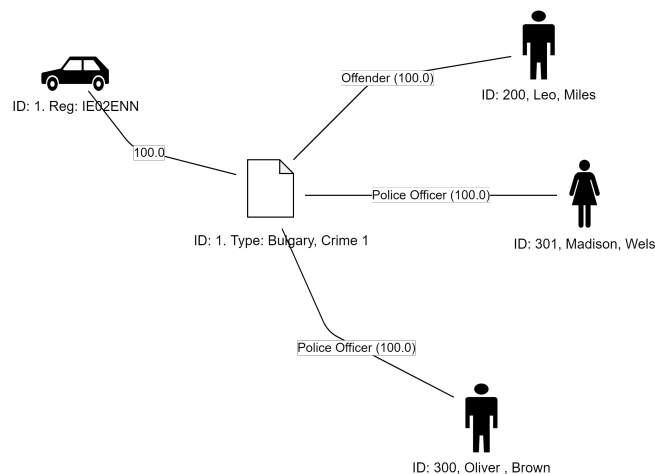 Offender (100.0)
ID: 200, Leo, Miles
ID: 1. Reg: IE02ENN
100.0
Police Officer (100.0)
ID: 1. Type: Bulgary, Crime 1
ID: 301, Madison, Wels
Police Officer (100.0)
ID: 300, Oliver , Brown